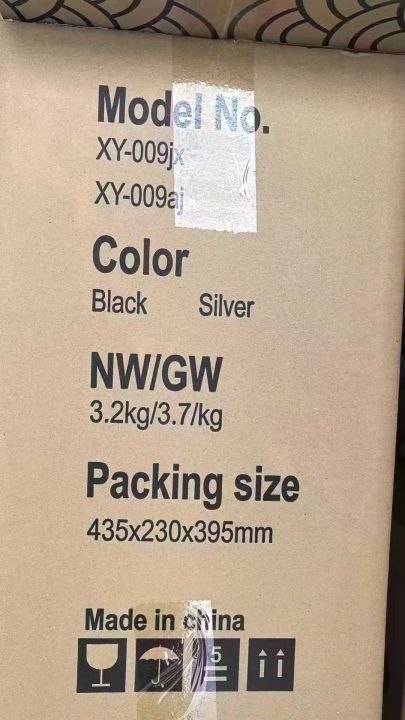 Model No.
XY-009jx
XY-009aj
Color
Black Silver
NW/GW
3.2kg/3.7/kg
Packing size
435x230x395mm
Made in china
5